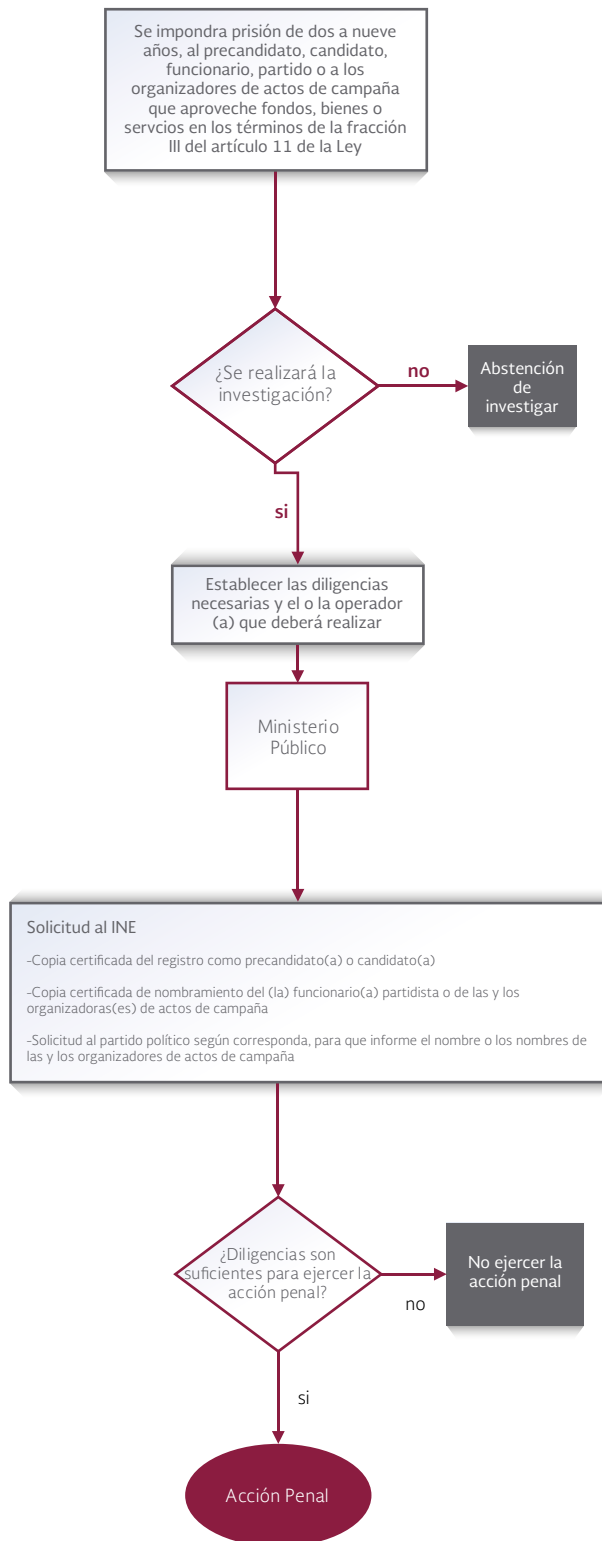 Se impondra prisión de dos a nueve
años, al precandidato, candidato,
funcionario, partido o a los
organizadores de actos de campaña
que aproveche fondos, bienes o
servcios en los términos de la fracción
III del artículo 11 de la Ley
¿Se realizará la
investigación?
no
Abstención
de
investigar
si
Establecer las diligencias
necesarias y el o la operador
(a) que deberá realizar
Ministerio
Público
Solicitud al INE
-Copia certificada del registro como precandidato(a) o candidato(a)
-Copia certificada de nombramiento del (la) funcionario(a) partidista o de las y los
organizadoras(es) de actos de campaña
-Solicitud al partido político según corresponda, para que informe el nombre o los nombres de
las y los organizadores de actos de campaña
¿Diligencias son
suficientes para ejercer la
acción penal?
no
No ejercer la
acción penal
si
Acción Penal